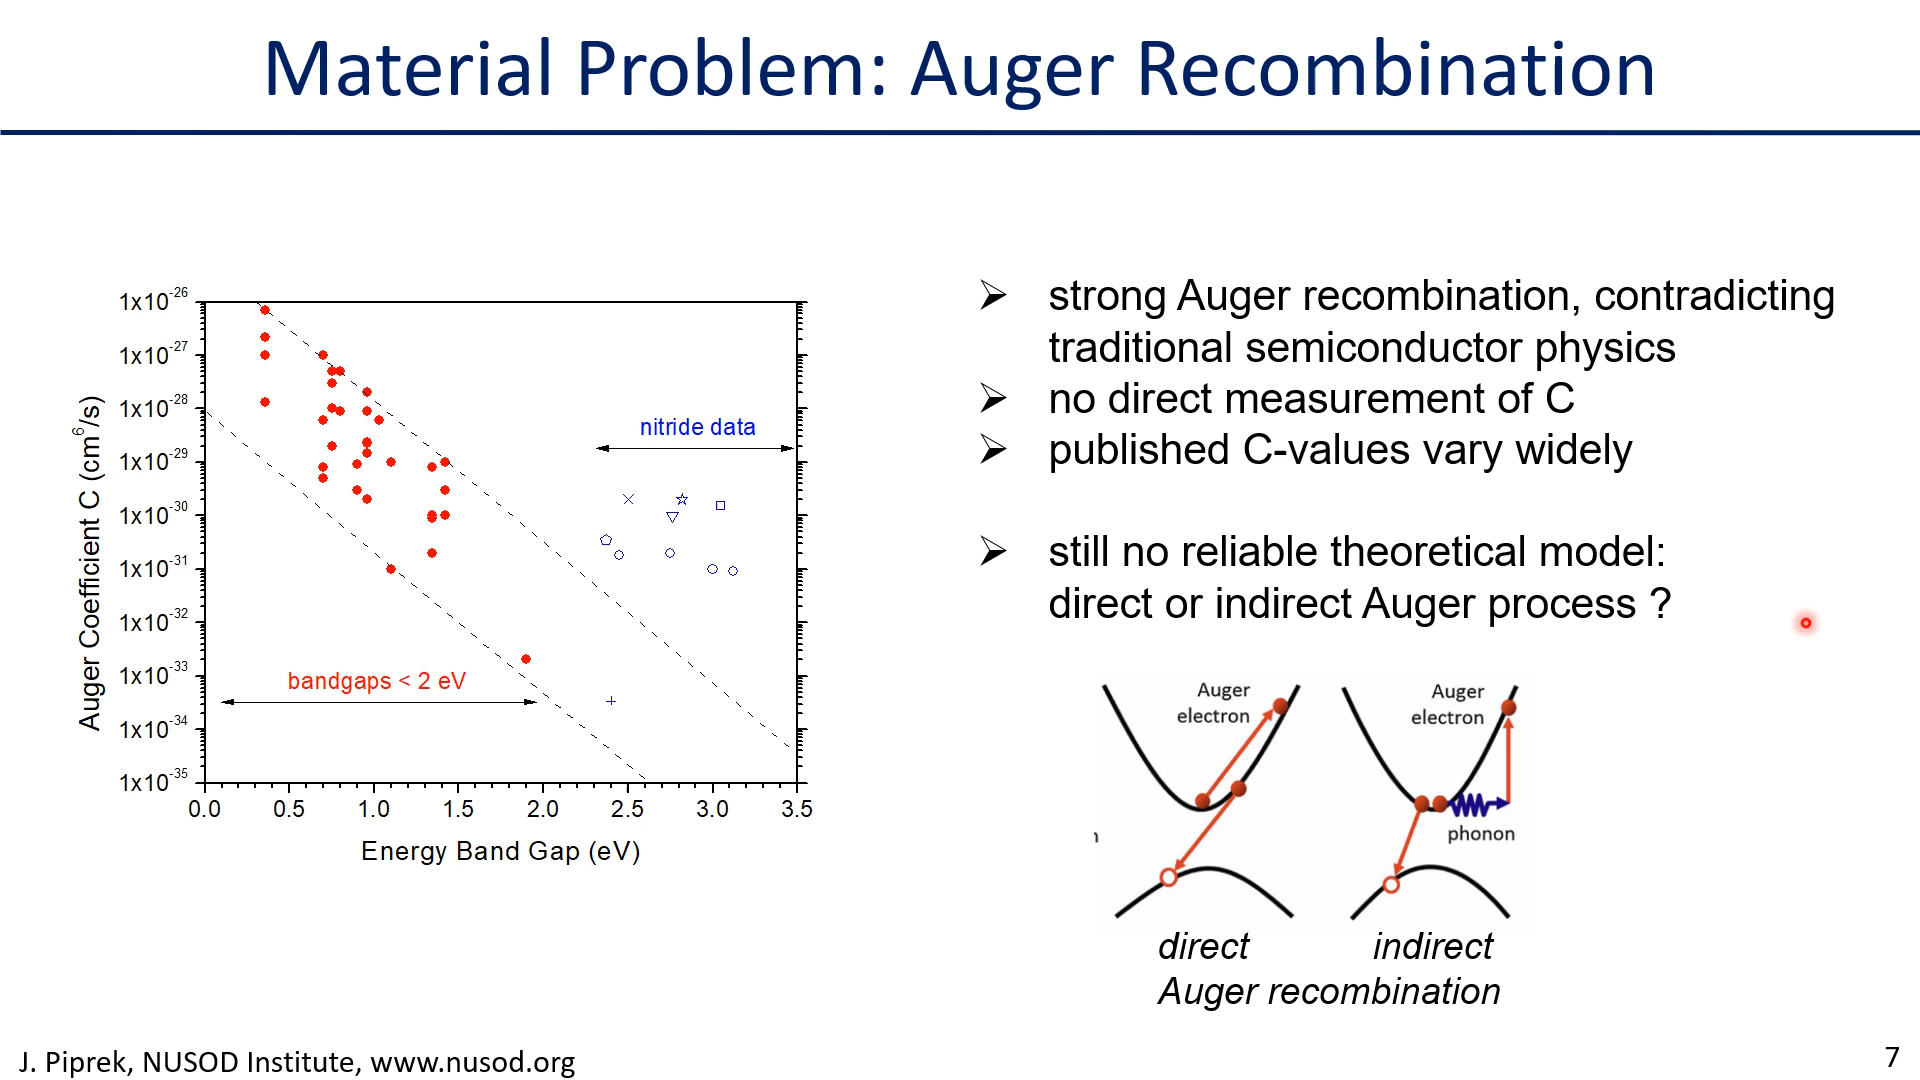 Material Problem: Auger Recombination
1x10-26
1x10-27
1x10-28
1x10-29
1x10-30
1x10-31
1x10-32
1x10-33
1x10-34
1x10-35
Auger Coefficient C (cm6/s)
nitride data
bandgaps < 2 eV
0.0 0.5 1.0 1.5 2.0 2.5 3.0 3.5
Energy Band Gap (eV)
➢ strong Auger recombination, contradicting
traditional semiconductor physics
➢ no direct measurement of C
➢ published C-values vary widely
➢ still no reliable theoretical model:
direct or indirect Auger process ?
Auger
electron
Auger
electron
phonon
direct indirect
Auger recombination
J. Piprek, NUSOD Institute, www.nusod.org
7